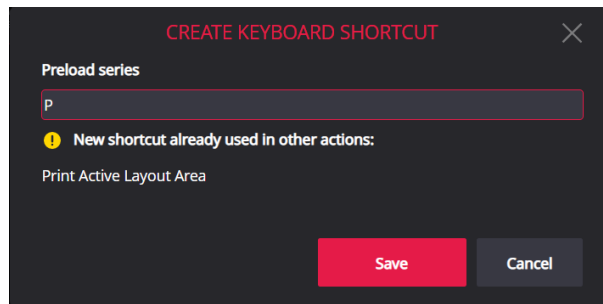 CREATE KEYBOARD SHORTCUT
Preload series
P
New shortcut already used in other actions:
Print Active Layout Area
Save Cancel